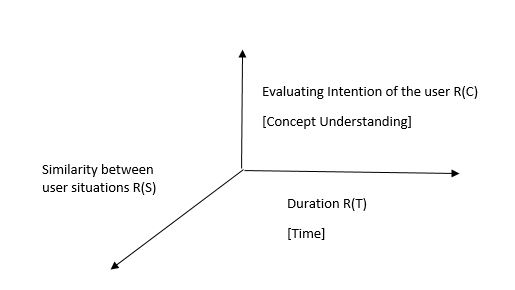 Evaluating Intention of the user R(C)
[Concept Understanding]
Similarity between
user situations R(S)
Duration R(T)
[Time]